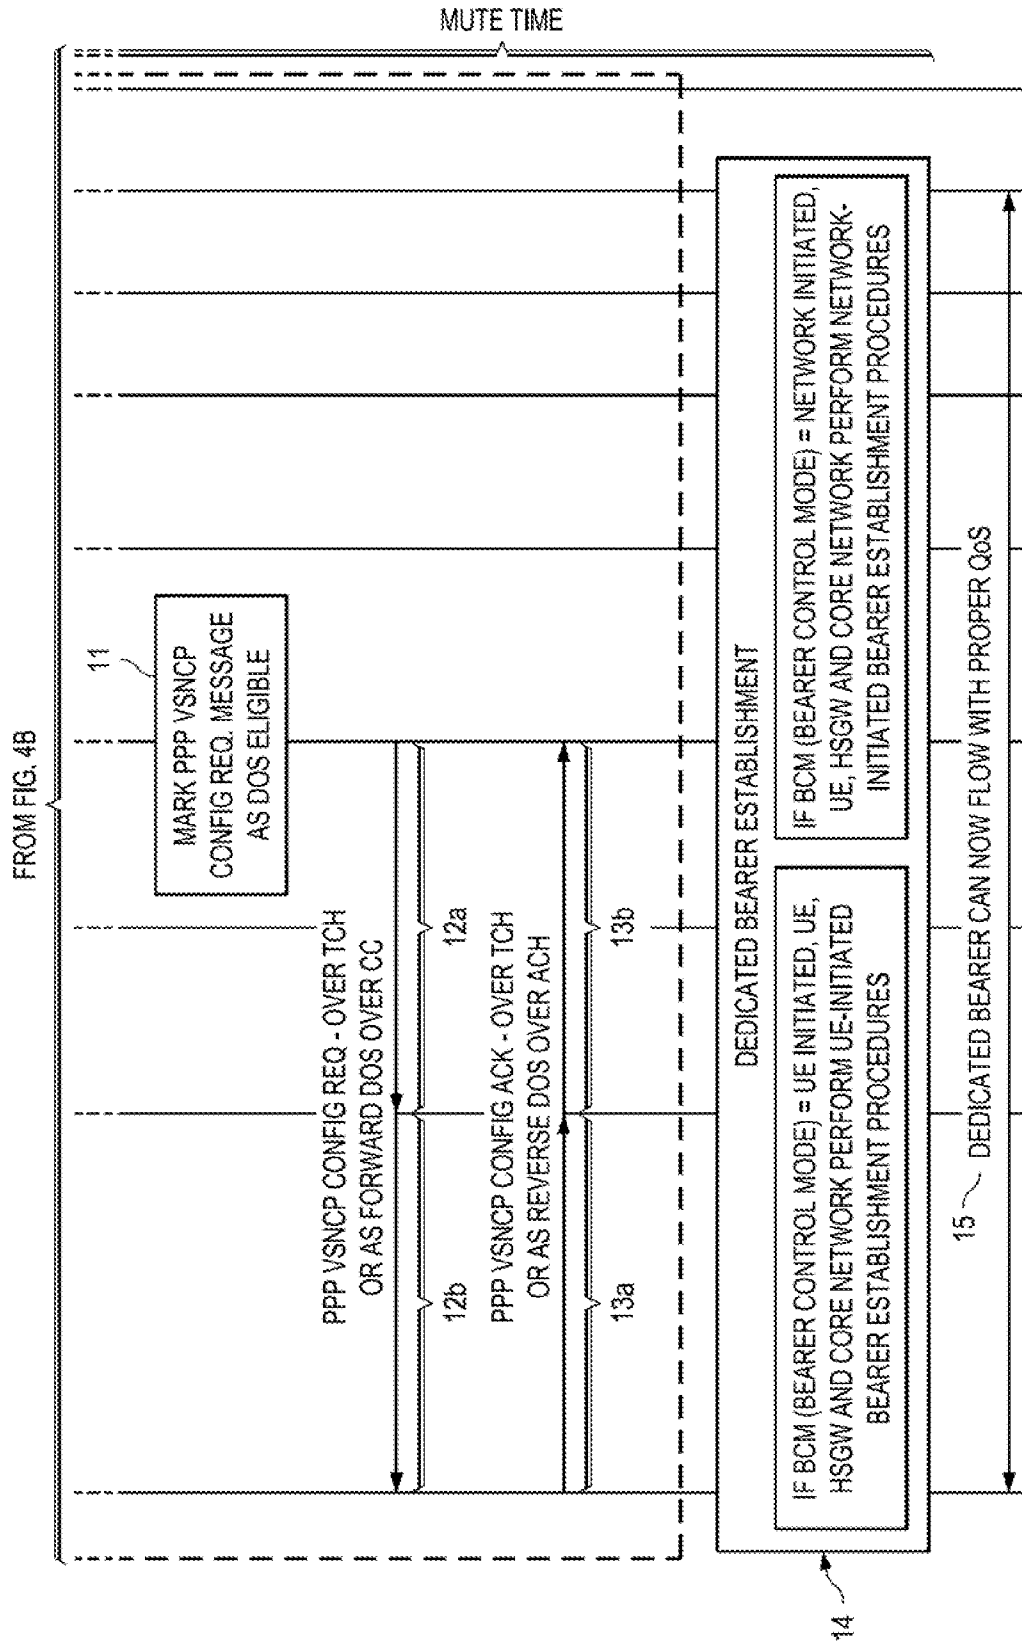 FROM FIG. 4B
MUTE TIME
11
MARK PPP VSNCP
CONFIG REQ. MESSAGE
AS DOS ELIGIBLE
PPP VSNCP CONFIG REQ - OVER TCH
OR AS FORWARD DOS OVER CC
12b
12a
PPP VSNCP CONFIG ACK - OVER TCH
OR AS REVERSE DOS OVER ACH
13a
13b
14
DEDICATED BEARER ESTABLISHMENT
IF BCM (BEARER CONTROL MODE) = UE INITIATED, UE,
HSGW AND CORE NETWORK PERFORM UE-INITIATED
BEARER ESTABLISHMENT PROCEDURES
IF BCM (BEARER CONTROL MODE) = NETWORK INITIATED,
UE, HSGW AND CORE NETWORK PERFORM NETWORK-
INITIATED BEARER ESTABLISHMENT PROCEDURES
15
DEDICATED BEARER CAN NOW FLOW WITH PROPER QoS